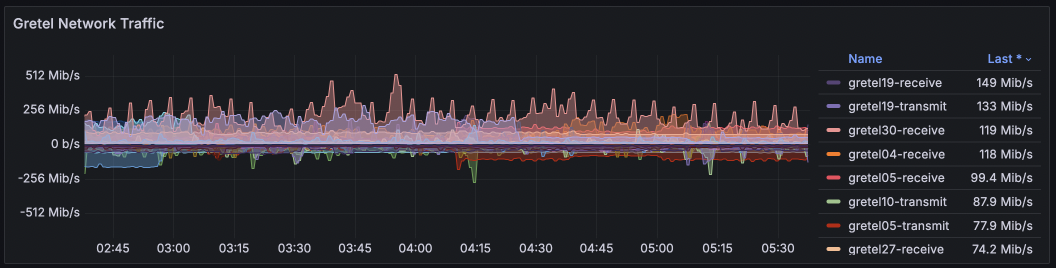 Gretel Network Traffic
512 Mib/s
256 Mib/s
0 b/s
-256 Mib/s
-512 Mib/s
02:45 03:00 03:15 03:30 03:45 04:00 04:15 04:30 04:45 05:00 05:15 05:30
Name Last *
gretel19-receive 149 Mib/s
gretel19-transmit 133 Mib/s
gretel30-receive 119 Mib/s
gretel04-receive 118 Mib/s
gretel05-receive 99.4 Mib/s
gretel10-transmit 87.9 Mib/s
gretel05-transmit 77.9 Mib/s
gretel27-receive 74.2 Mib/s